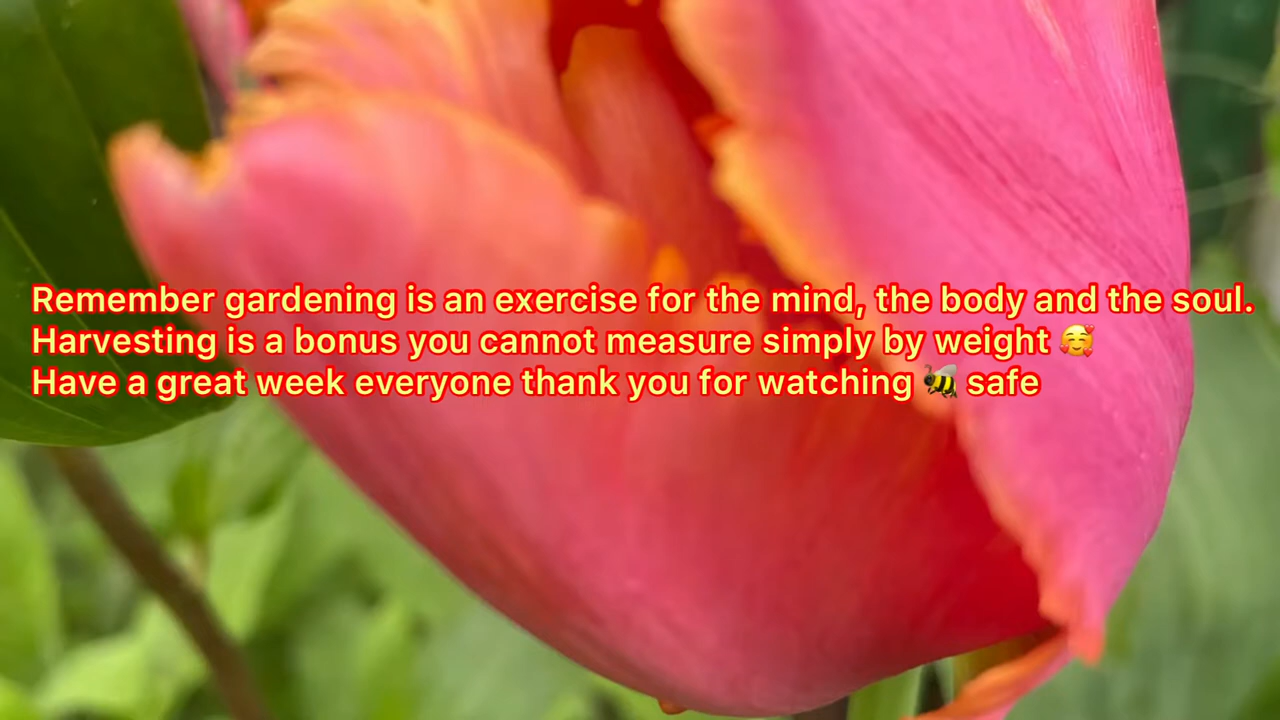 Remember gardening is an exercise for the mind, the body and the soul.
Harvesting is a bonus you cannot measure simply by weight 🥰
Have a great week everyone thank you for watching 🐝 safe